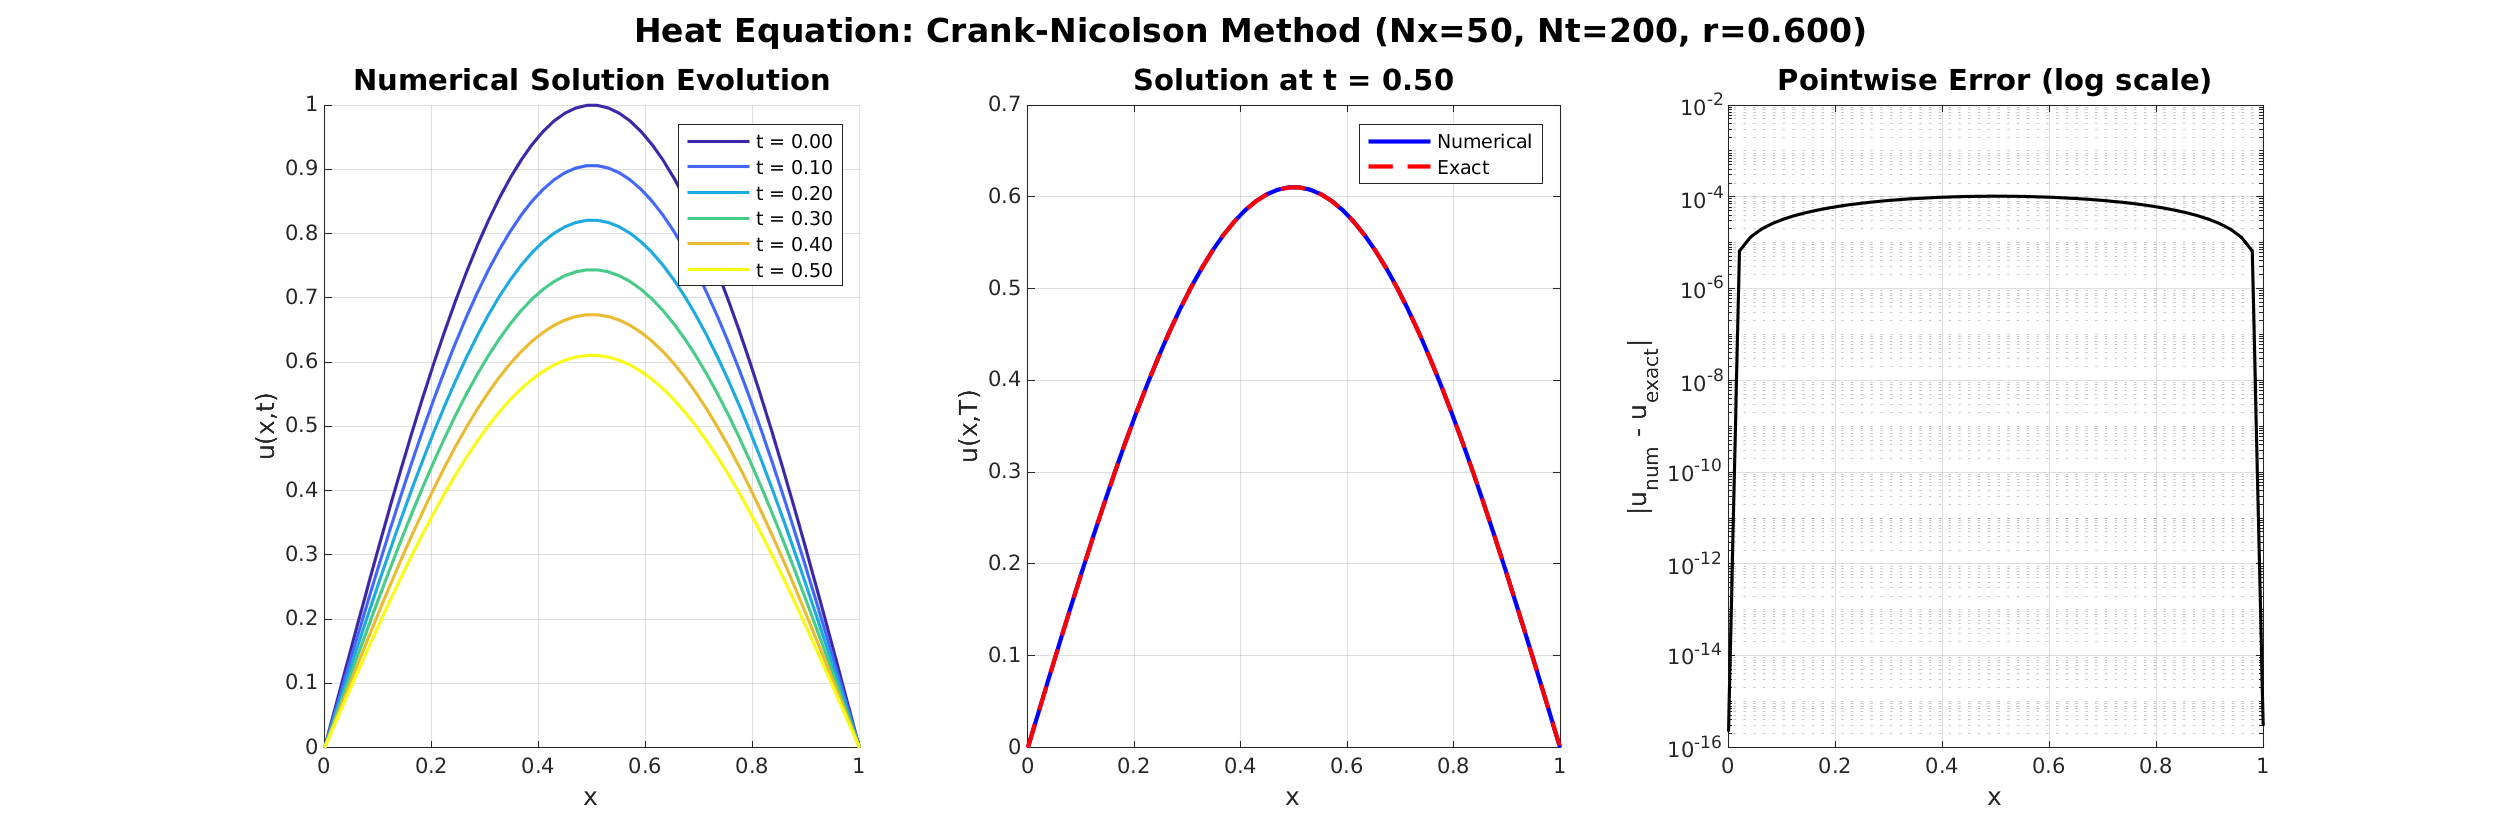 Heat Equation: Crank-Nicolson Method (Nx=50, Nt=200, r=0.600)
Numerical Solution Evolution
1
0.9
0.8
0.7
0.6
0.5
0.4
0.3
0.2
0.1
0
u(x,t)
t = 0.00
t = 0.10
t = 0.20
t = 0.30
t = 0.40
t = 0.50
0 0.2 0.4 0.6 0.8 1
x
Solution at t = 0.50
0.7
0.6
0.5
0.4
0.3
0.2
0.1
0
u(x,T)
Numerical
Exact
0 0.2 0.4 0.6 0.8 1
x
Pointwise Error (log scale)
10^-2
10^-4
10^-6
10^-8
10^-10
10^-12
10^-14
10^-16
|u_num - u_exact|
0 0.2 0.4 0.6 0.8 1
x